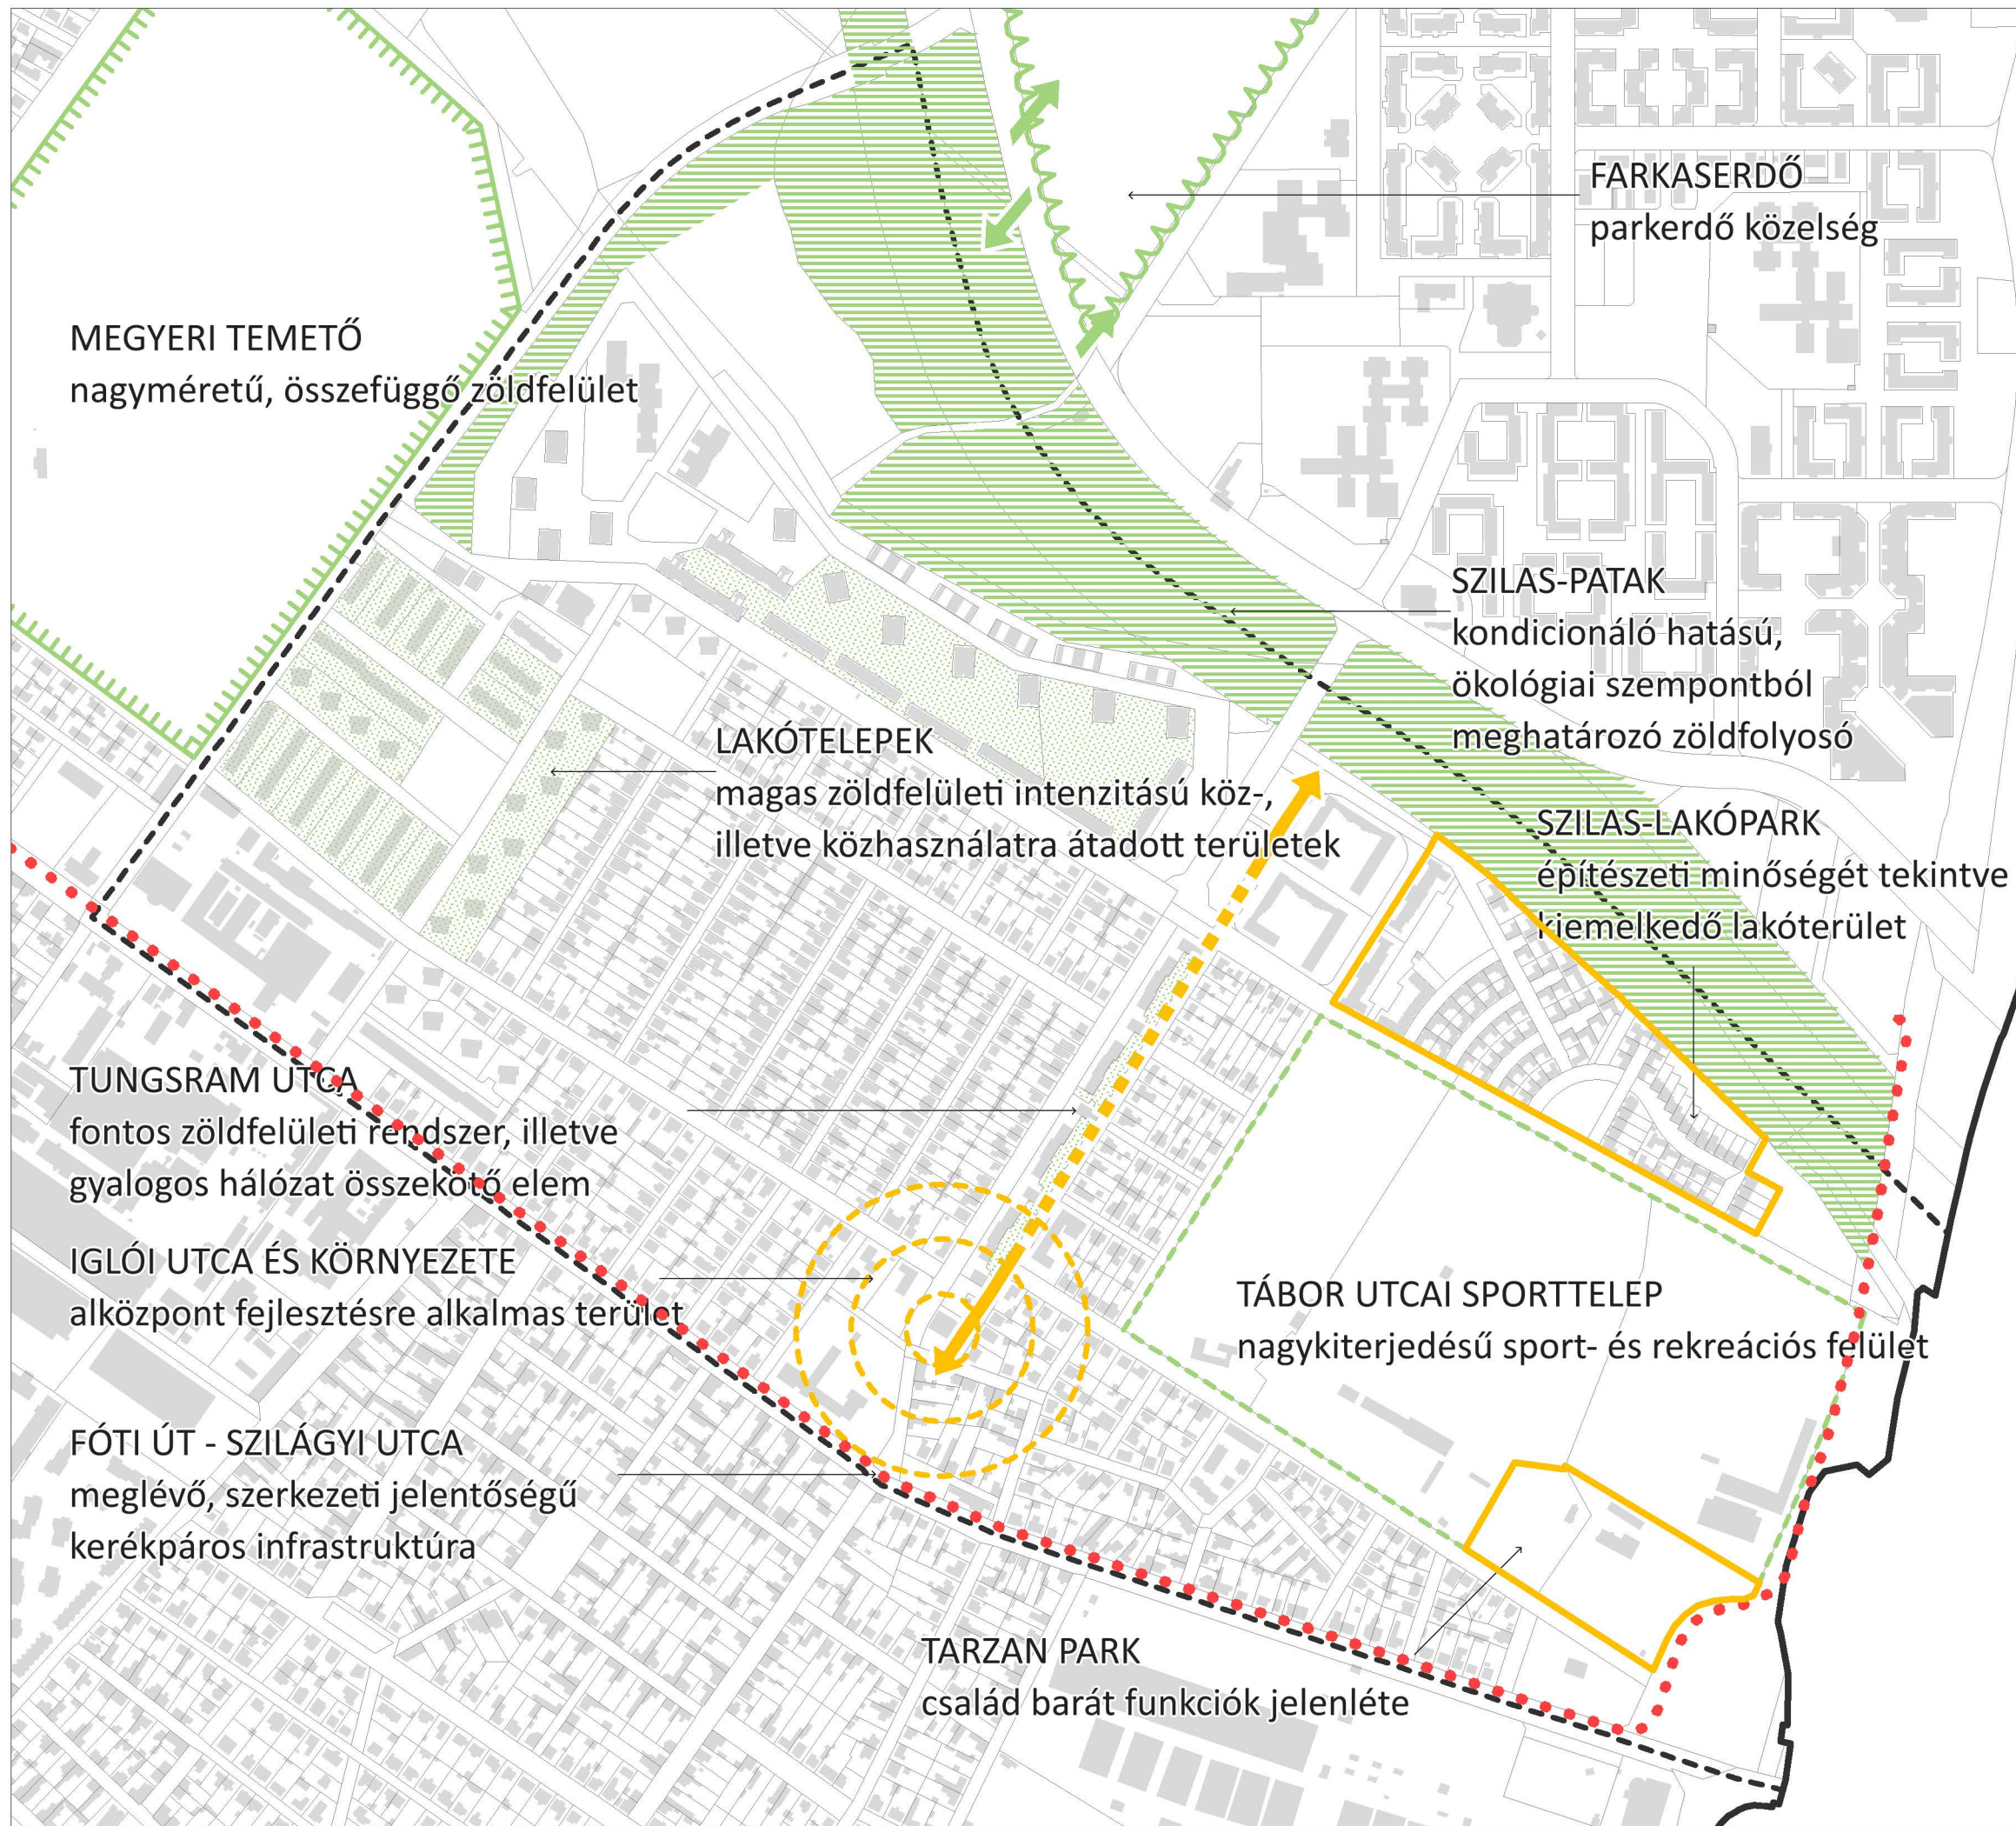 FARKASERDŐ
parkerdő közelség
MEGYERI TEMETŐ
nagyméretű, összefüggő zöldfelület
SZILAS-PATAK
kondicionáló hatású,
ökológiai szempontból
meghatározó zöldfolyosó
LAKÓTELEPEK
magas zöldfelületi intenzitású köz-,
illetve közhasználatra átadott területek
SZILAS-LAKÓPARK
építészeti minőségét tekintve
kiemelkedő lakóterület
TUNGSRAM UTCA
fontos zöldfelületi rendszer, illetve
gyalogos hálózat összekötő elem
IGLÓI UTCA ÉS KÖRNYEZETE
alközpont fejlesztésre alkalmas terület
TÁBOR UTCAI SPORTTELEP
nagykiterjedésű sport- és rekreációs felület
FÓTI ÚT - SZILÁGYI UTCA
meglévő, szerkezeti jelentőségű
kerékpáros infrastruktúra
TARZAN PARK
család barát funkciók jelenléte